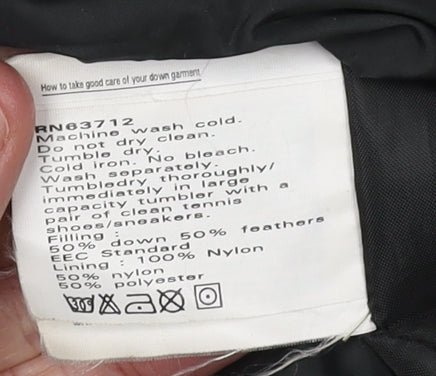 How to take good care of your down garment
RN63712
Machine wash cold.
Do not dry clean.
Tumble dry.
Cold iron. No bleach.
Wash separately.
Tumbledry thoroughly/
immediately in large
capacity tumbler with a
pair of clean tennis
shoes/sneakers.
Filling :
50% down 50% feathers
EEC Standard
Lining : 100% Nylon
50% nylon
50% polyester
30°